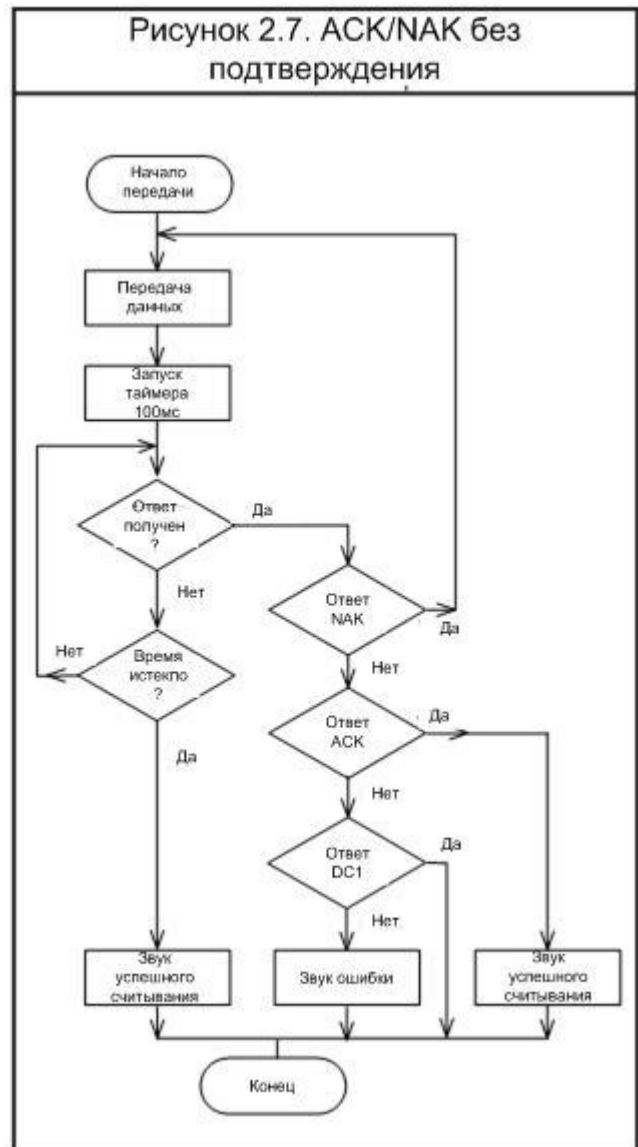 Рисунок 2.7. ACK/NAK без
подтверждения
Начало
передачи
Передача
данных
Запуск
таймера
100мс
Ответ
получен
?
Да
Нет
Ответ
NAK
Да
Нет
Время
истекло
?
Нет
Да
Ответ
ACK
Да
Нет
Ответ
DC1
Да
Нет
Звук
успешного
считывания
Звук ошибки
Звук
успешного
считывания
Конец